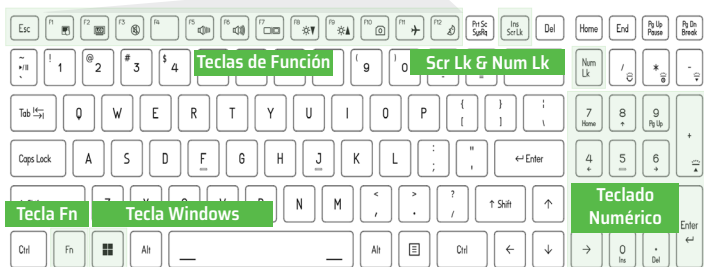 Esc F1 F2 F3 F4 F5 F6 F7 F8 F9 F10 F11 F12 Prt Sc SysRq Ins ScrLk Del Home End Pg Up Pause Pg Dn Break
~ ` ! 1 @ 2 # 3 $ 4 ( 9 ) 0 Num Lk / * -
Teclas de Función Scr Lk & Num Lk
Tab Q W E R T Y U I O P { [ } ] \ 7 Home 8 ↑ 9 Pg Up +
Caps Lock A S D F G H J K L : ; " ' ↵ Enter 4 ← 5 6 →
N M < , > . ? / ↑ Shift ↑
Tecla Fn Tecla Windows
Teclado
Numérico
Enter ↵
Ctrl Fn Alt Alt Ctrl ← ↓ → 0 Ins . Del